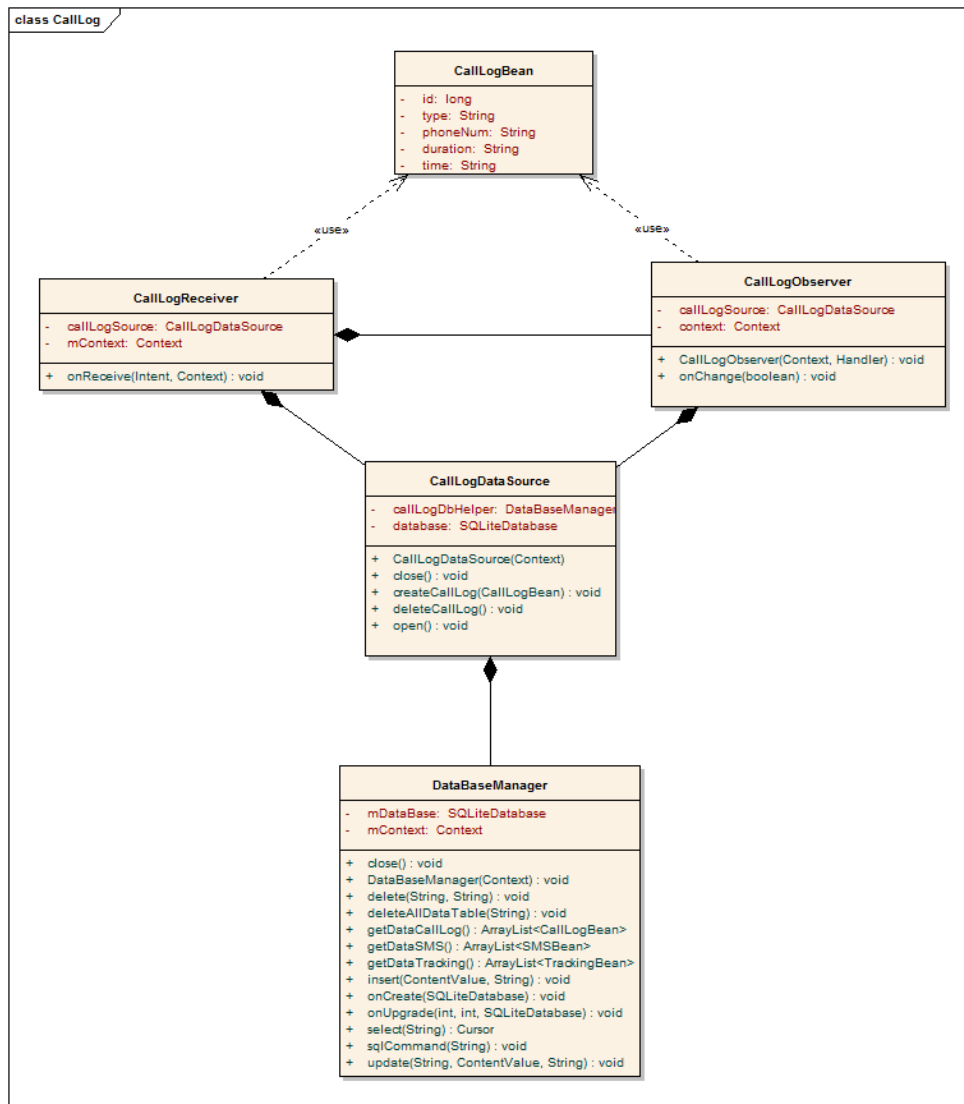 class CallLog
CallLogBean
- id: long
- type: String
- phoneNum: String
- duration: String
- time: String
«use»
«use»
CallLogReceiver
- callLogSource: CallLogDataSource
- mContext: Context
+ onReceive(Intent, Context) : void
CallLogObserver
- callLogSource: CallLogDataSource
- context: Context
+ CallLogObserver(Context, Handler) : void
+ onChange(boolean) : void
CallLogDataSource
- callLogDbHelper: DataBaseManager
- database: SQLiteDatabase
+ CallLogDataSource(Context)
+ close() : void
+ createCallLog(CallLogBean) : void
+ deleteCallLog() : void
+ open() : void
DataBaseManager
- mDataBase: SQLiteDatabase
- mContext: Context
+ close() : void
+ DataBaseManager(Context) : void
+ delete(String, String) : void
+ deleteAllDataTable(String) : void
+ getDataCallLog() : ArrayList<CallLogBean>
+ getDataSMS() : ArrayList<SMSBean>
+ getDataTracking() : ArrayList<TrackingBean>
+ insert(ContentValue, String) : void
+ onCreate(SQLiteDatabase) : void
+ onUpgrade(int, int, SQLiteDatabase) : void
+ select(String) : Cursor
+ sqlCommand(String) : void
+ update(String, ContentValue, String) : void